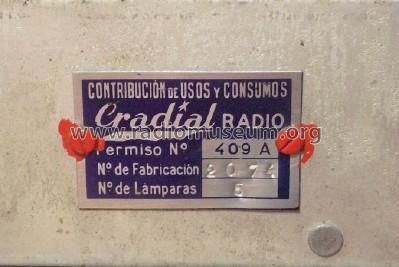 CONTRIBUCIÓN DE USOS Y CONSUMOS
Cradial RADIO
www.radiomuseum.org
Permiso Nº 409 A
Nº de Fabricación 2074
Nº de Lámparas 5